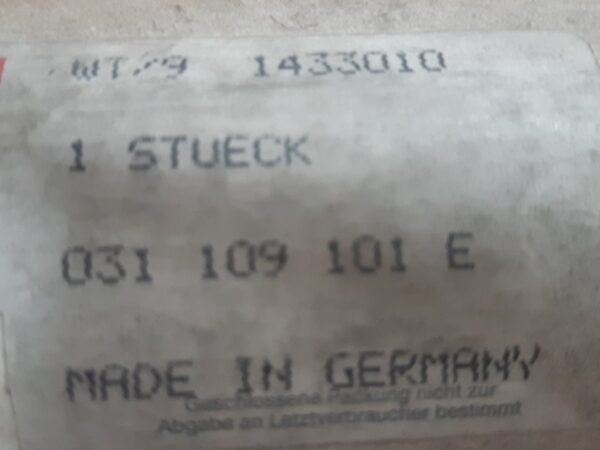 WT/9 1433010
1 STUECK
031 109 101 E
MADE IN GERMANY
Geschlossene Packung nicht zur
Abgabe an Letztverbraucher bestimmt